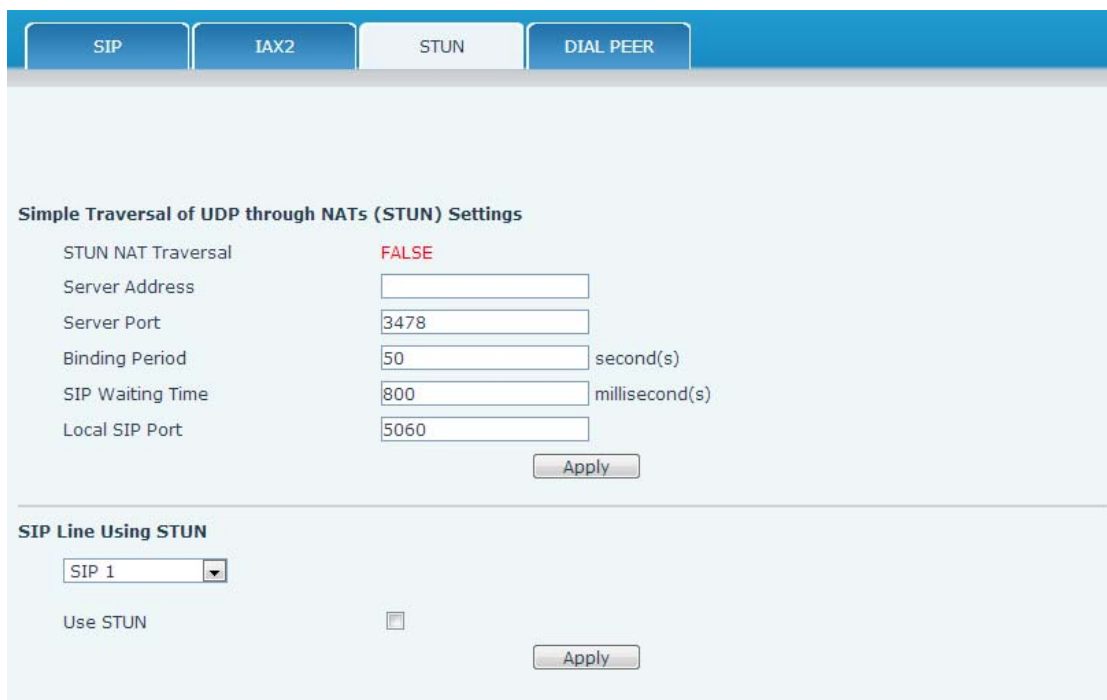 SIP IAX2 STUN DIAL PEER
Simple Traversal of UDP through NATs (STUN) Settings
STUN NAT Traversal FALSE
Server Address
Server Port 3478
Binding Period 50 second(s)
SIP Waiting Time 800 millisecond(s)
Local SIP Port 5060
Apply
SIP Line Using STUN
SIP 1
Use STUN
Apply